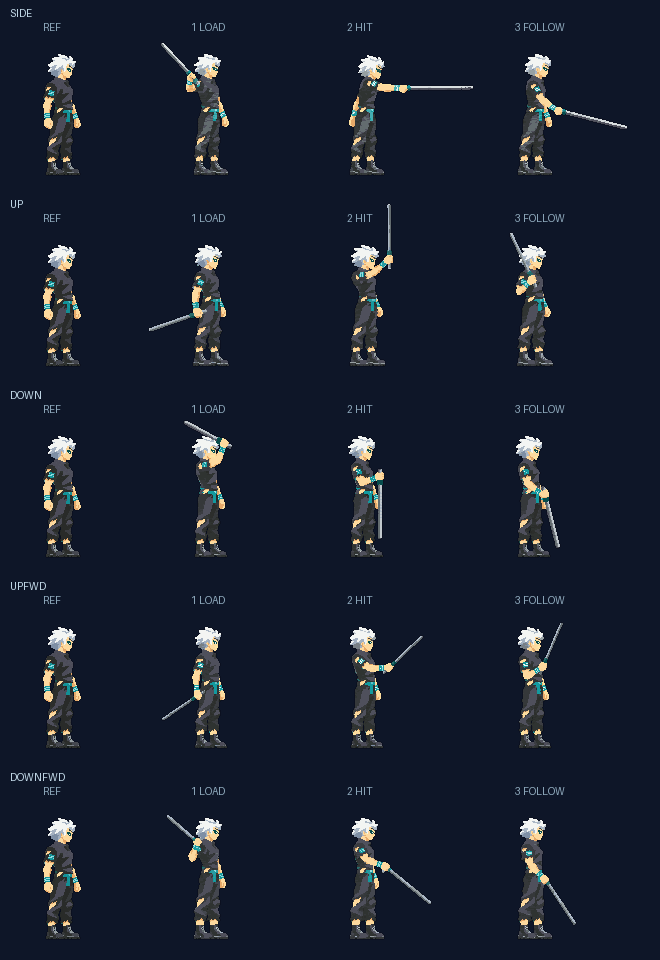 SIDE
REF 1 LOAD 2 HIT 3 FOLLOW
UP
REF 1 LOAD 2 HIT 3 FOLLOW
DOWN
REF 1 LOAD 2 HIT 3 FOLLOW
UPFWD
REF 1 LOAD 2 HIT 3 FOLLOW
DOWNFWD
REF 1 LOAD 2 HIT 3 FOLLOW